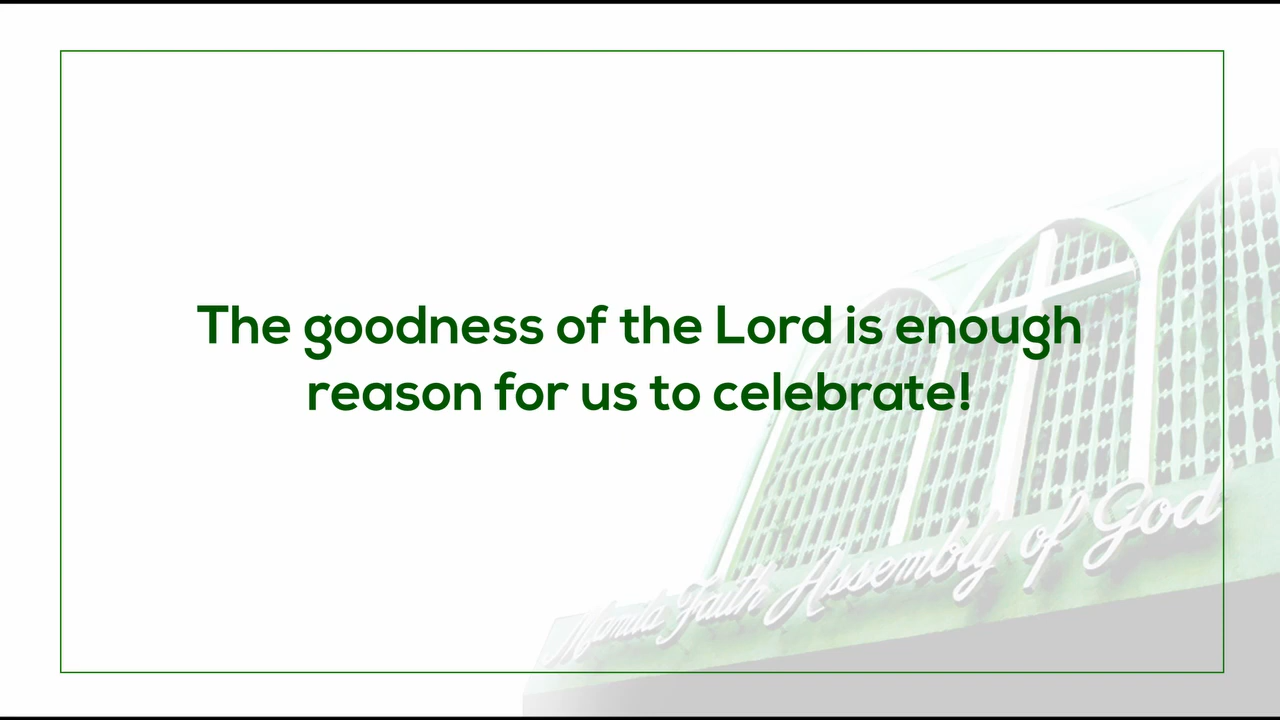 The goodness of the Lord is enough
reason for us to celebrate!
Manila Faith Assembly of God